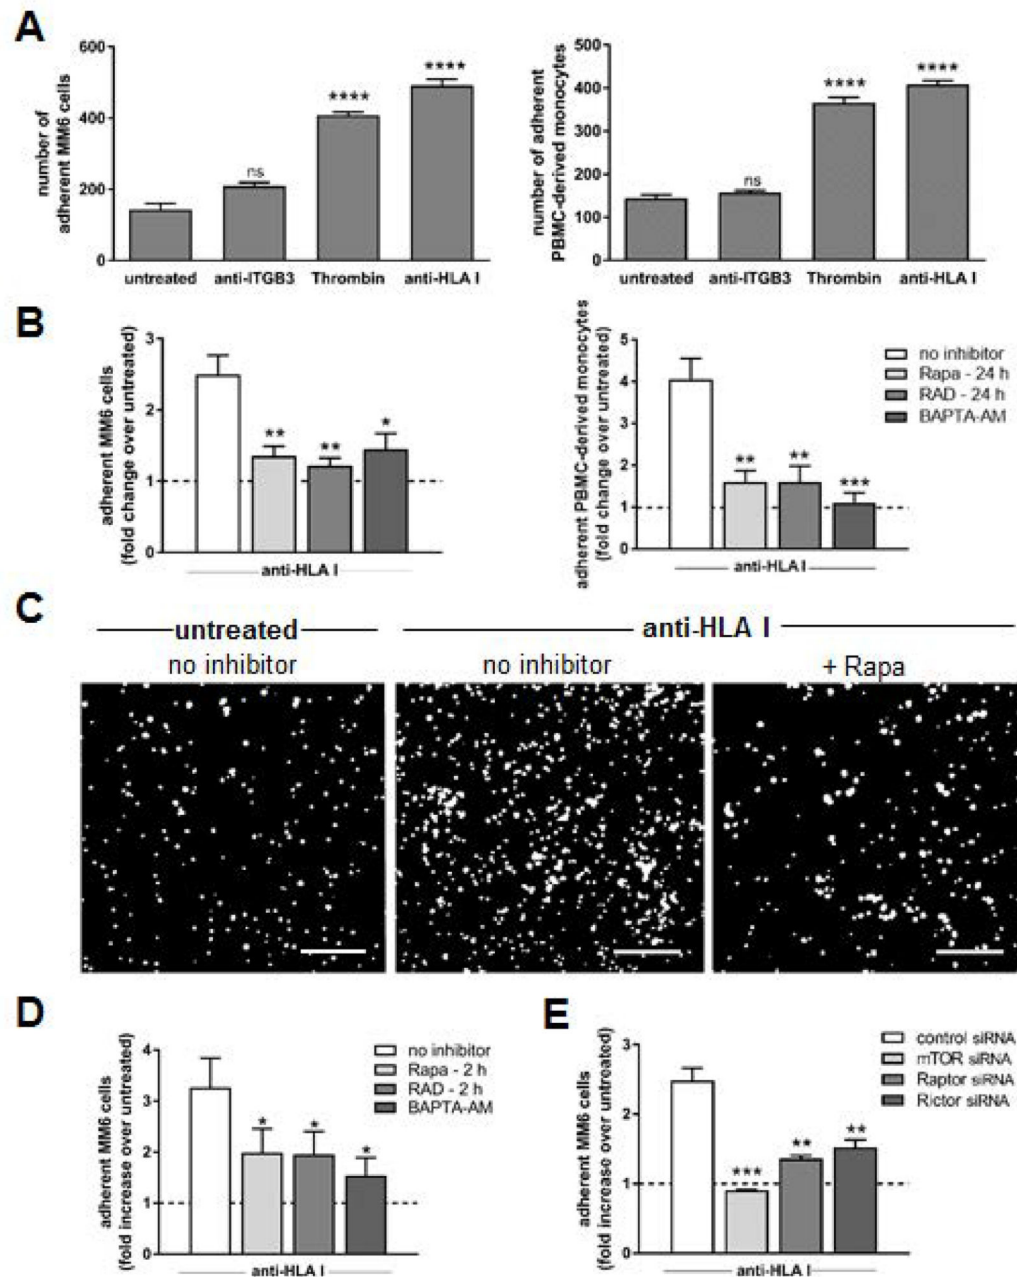 A
number of
adherent MM6 cells
600
400
200
0
ns
****
****
untreated anti-ITGB3 Thrombin anti-HLA I
number of adherent
PBMC-derived monocytes
500
400
300
200
100
0
ns
****
****
untreated anti-ITGB3 Thrombin anti-HLA I
B
adherent MM6 cells
(fold change over untreated)
3
2
1
0
**
**
*
anti-HLA I
adherent PBMC-derived monocytes
(fold change over untreated)
5
4
3
2
1
0
**
**
***
anti-HLA I
no inhibitor
Rapa - 24 h
RAD - 24 h
BAPTA-AM
C
untreated
anti-HLA I
no inhibitor
no inhibitor
+ Rapa
D
adherent MM6 cells
(fold increase over untreated)
4
3
2
1
0
*
*
*
anti-HLA I
no inhibitor
Rapa - 2 h
RAD - 2 h
BAPTA-AM
E
adherent MM6 cells
(fold increase over untreated)
3
2
1
0
***
**
**
anti-HLA I
control siRNA
mTOR siRNA
Raptor siRNA
Rictor siRNA